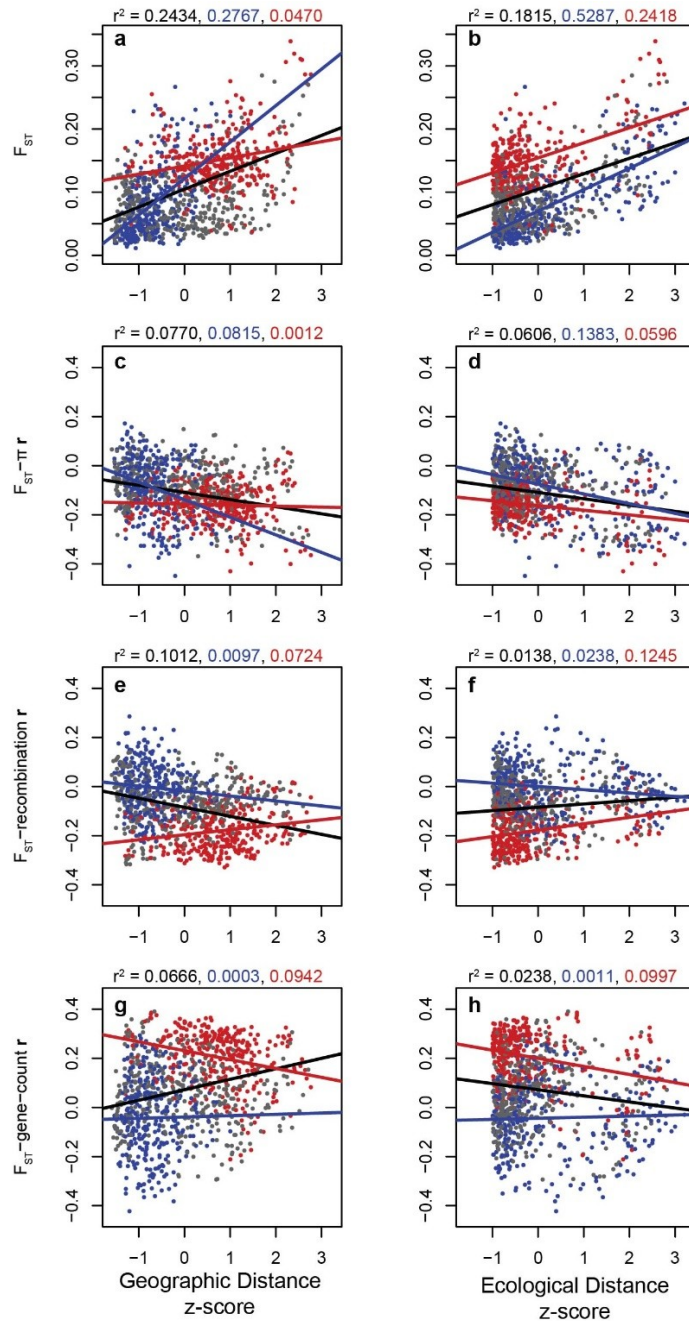 r² = 0.2434, 0.2767, 0.0470
r² = 0.1815, 0.5287, 0.2418
a
b
F_ST
0.30
0.20
0.10
0.00
0.30
0.20
0.10
0.00
−1 0 1 2 3
−1 0 1 2 3
r² = 0.0770, 0.0815, 0.0012
r² = 0.0606, 0.1383, 0.0596
c
d
F_ST-π r
0.4
0.2
0.0
−0.2
−0.4
0.4
0.2
0.0
−0.2
−0.4
−1 0 1 2 3
−1 0 1 2 3
r² = 0.1012, 0.0097, 0.0724
r² = 0.0138, 0.0238, 0.1245
e
f
F_ST-recombination r
0.4
0.2
0.0
−0.2
−0.4
0.4
0.2
0.0
−0.2
−0.4
−1 0 1 2 3
−1 0 1 2 3
r² = 0.0666, 0.0003, 0.0942
r² = 0.0238, 0.0011, 0.0997
g
h
F_ST-gene-count r
0.4
0.2
0.0
−0.2
−0.4
0.4
0.2
0.0
−0.2
−0.4
−1 0 1 2 3
−1 0 1 2 3
Geographic Distance
z-score
Ecological Distance
z-score